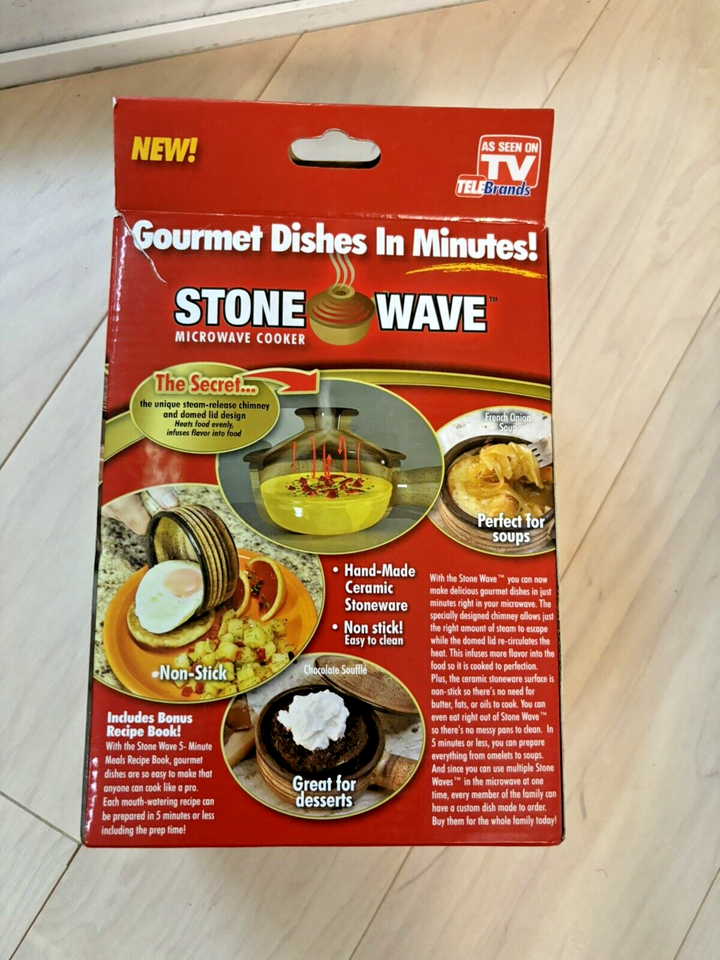 NEW!
AS SEEN ON
TV
TELEBrands
Gourmet Dishes In Minutes!
STONE WAVE™
MICROWAVE COOKER
The Secret...
the unique steam-release chimney
and domed lid design
Heats food evenly,
infuses flavor into food
French Onion
Soup
Perfect for
soups
• Hand-Made
Ceramic
Stoneware
• Non stick!
Easy to clean
Non-Stick
Chocolate Soufflé
Great for
desserts
Includes Bonus
Recipe Book!
With the Stone Wave 5- Minute
Meals Recipe Book, gourmet
dishes are so easy to make that
anyone can cook like a pro.
Each mouth-watering recipe can
be prepared in 5 minutes or less
including the prep time!
With the Stone Wave™ you can now
make delicious gourmet dishes in just
minutes right in your microwave. The
specially designed chimney allows just
the right amount of steam to escape
while the domed lid re-circulates the
heat. This infuses more flavor into the
food so it is cooked to perfection.
Plus, the ceramic stoneware surface is
non-stick so there's no need for
butter, fats, or oils to cook. You can
even eat right out of Stone Wave™
so there's no messy pans to clean. In
5 minutes or less, you can prepare
everything from omelets to soups.
And since you can use multiple Stone
Waves™ in the microwave at one
time, every member of the family can
have a custom dish made to order.
Buy them for the whole family today!